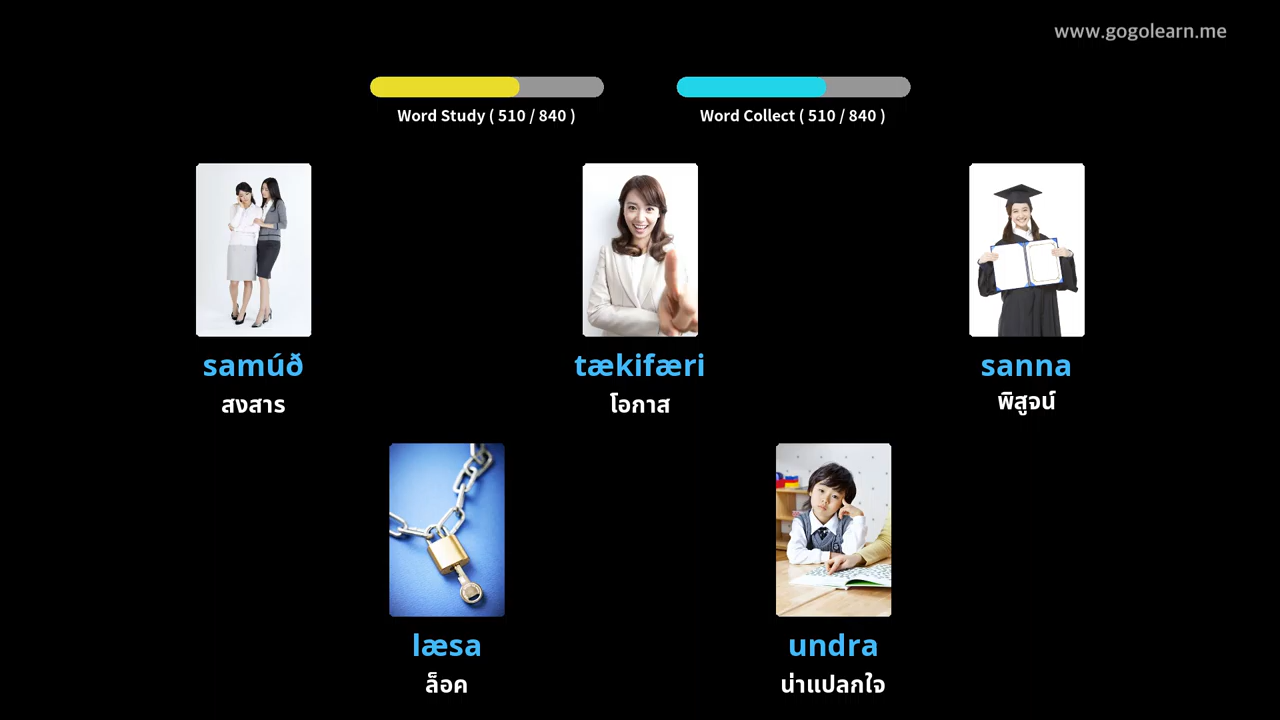 www.gogolearn.me
Word Study ( 510 / 840 )
Word Collect ( 510 / 840 )
samúð
สงสาร
tækifæri
โอกาส
sanna
พิสูจน์
læsa
ล็อค
undra
น่าแปลกใจ